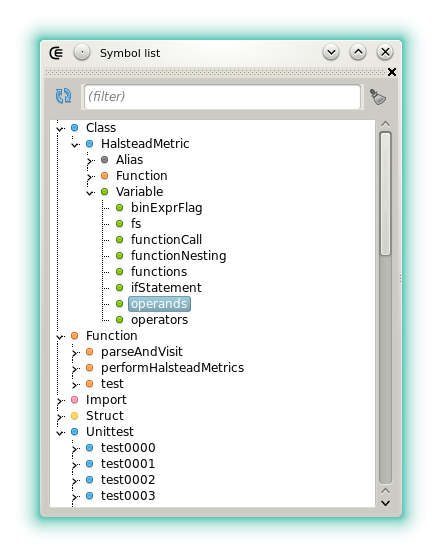 Symbol list
(filter)
Class
HalsteadMetric
Alias
Function
Variable
binExprFlag
fs
functionCall
functionNesting
functions
ifStatement
operands
operators
Function
parseAndVisit
performHalsteadMetrics
test
Import
Struct
Unittest
test0000
test0001
test0002
test0003